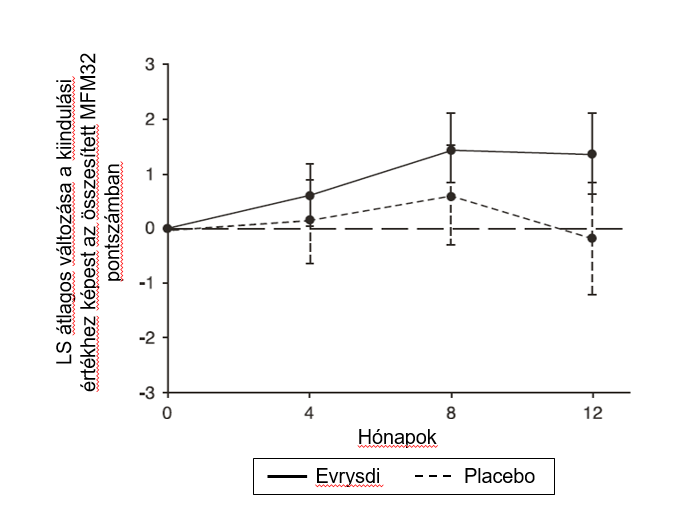 LS átlagos változása a kiindulási
értékhez képest az összesített MFM32
pontszámban
3
2
1
0
-1
-2
-3
0 4 8 12
Hónapok
Evrysdi Placebo